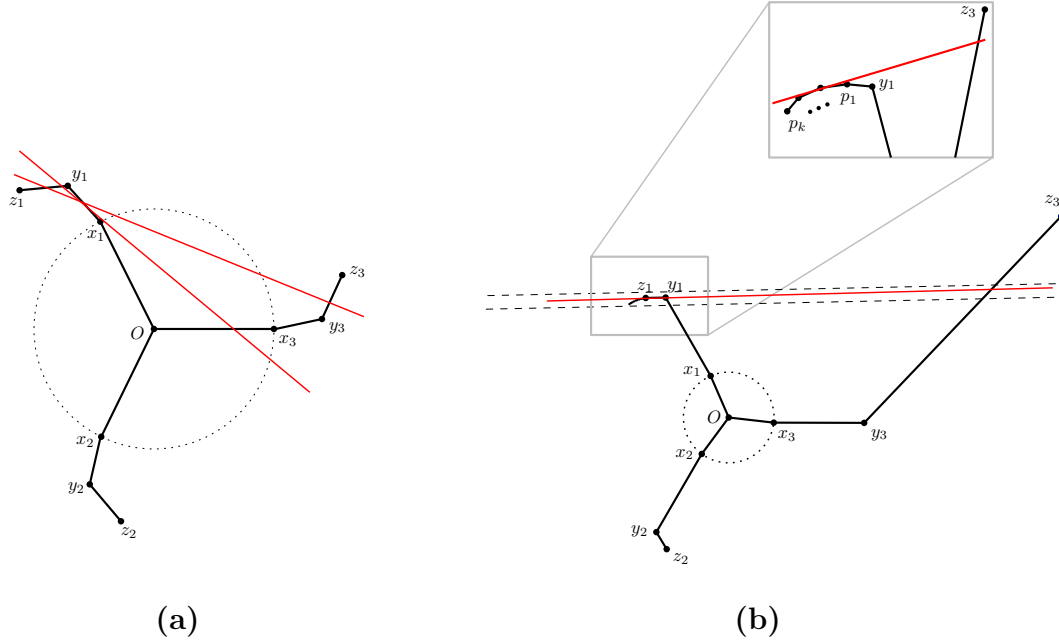 z₃
p₁
y₁
pₖ
y₁
z₁
x₁
z₃
O
x₃
y₃
x₂
y₂
z₂
z₃
z₁
y₁
x₁
O
x₃
y₃
x₂
y₂
z₂
(a)
(b)